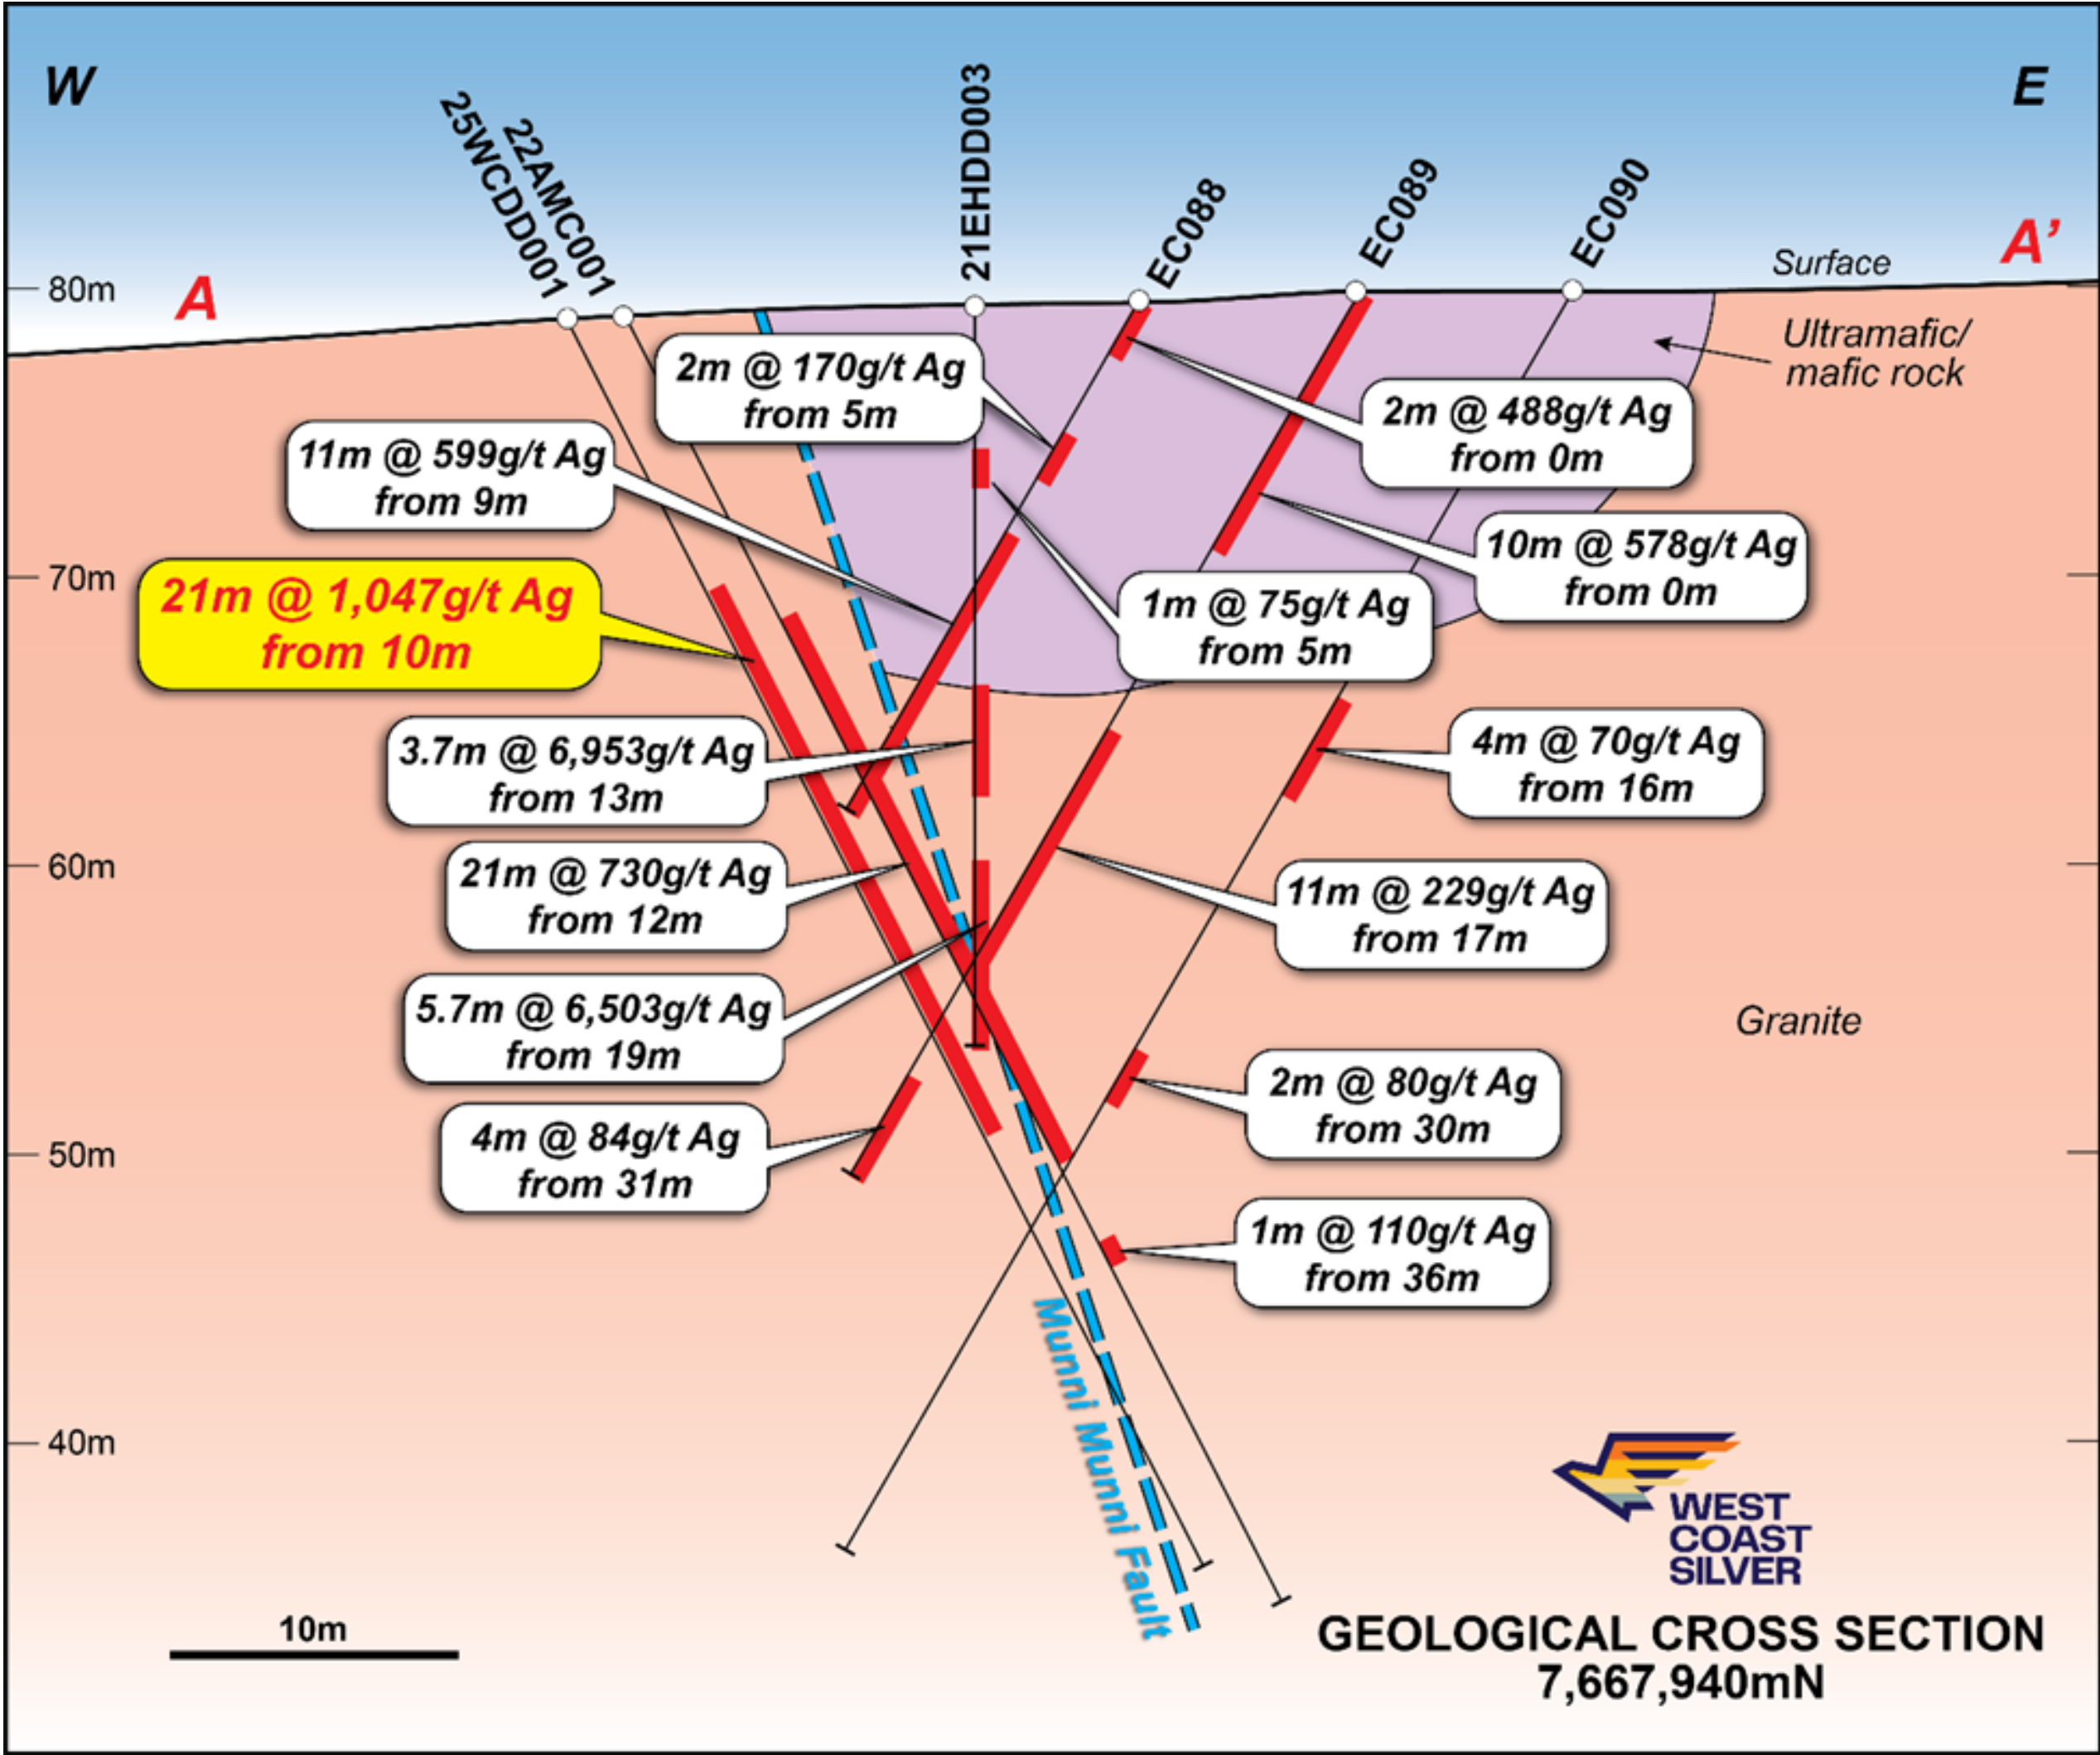 W
E
25WCDD001
22AMC001
21EHDD003
EC088
EC089
EC090
A
A’
Surface
80m
70m
60m
50m
40m
Ultramafic/
mafic rock
2m @ 170g/t Ag
from 5m
2m @ 488g/t Ag
from 0m
11m @ 599g/t Ag
from 9m
10m @ 578g/t Ag
from 0m
21m @ 1,047g/t Ag
from 10m
1m @ 75g/t Ag
from 5m
3.7m @ 6,953g/t Ag
from 13m
4m @ 70g/t Ag
from 16m
21m @ 730g/t Ag
from 12m
11m @ 229g/t Ag
from 17m
5.7m @ 6,503g/t Ag
from 19m
Granite
2m @ 80g/t Ag
from 30m
4m @ 84g/t Ag
from 31m
1m @ 110g/t Ag
from 36m
Munni Munni Fault
10m
WEST
COAST
SILVER
GEOLOGICAL CROSS SECTION
7,667,940mN